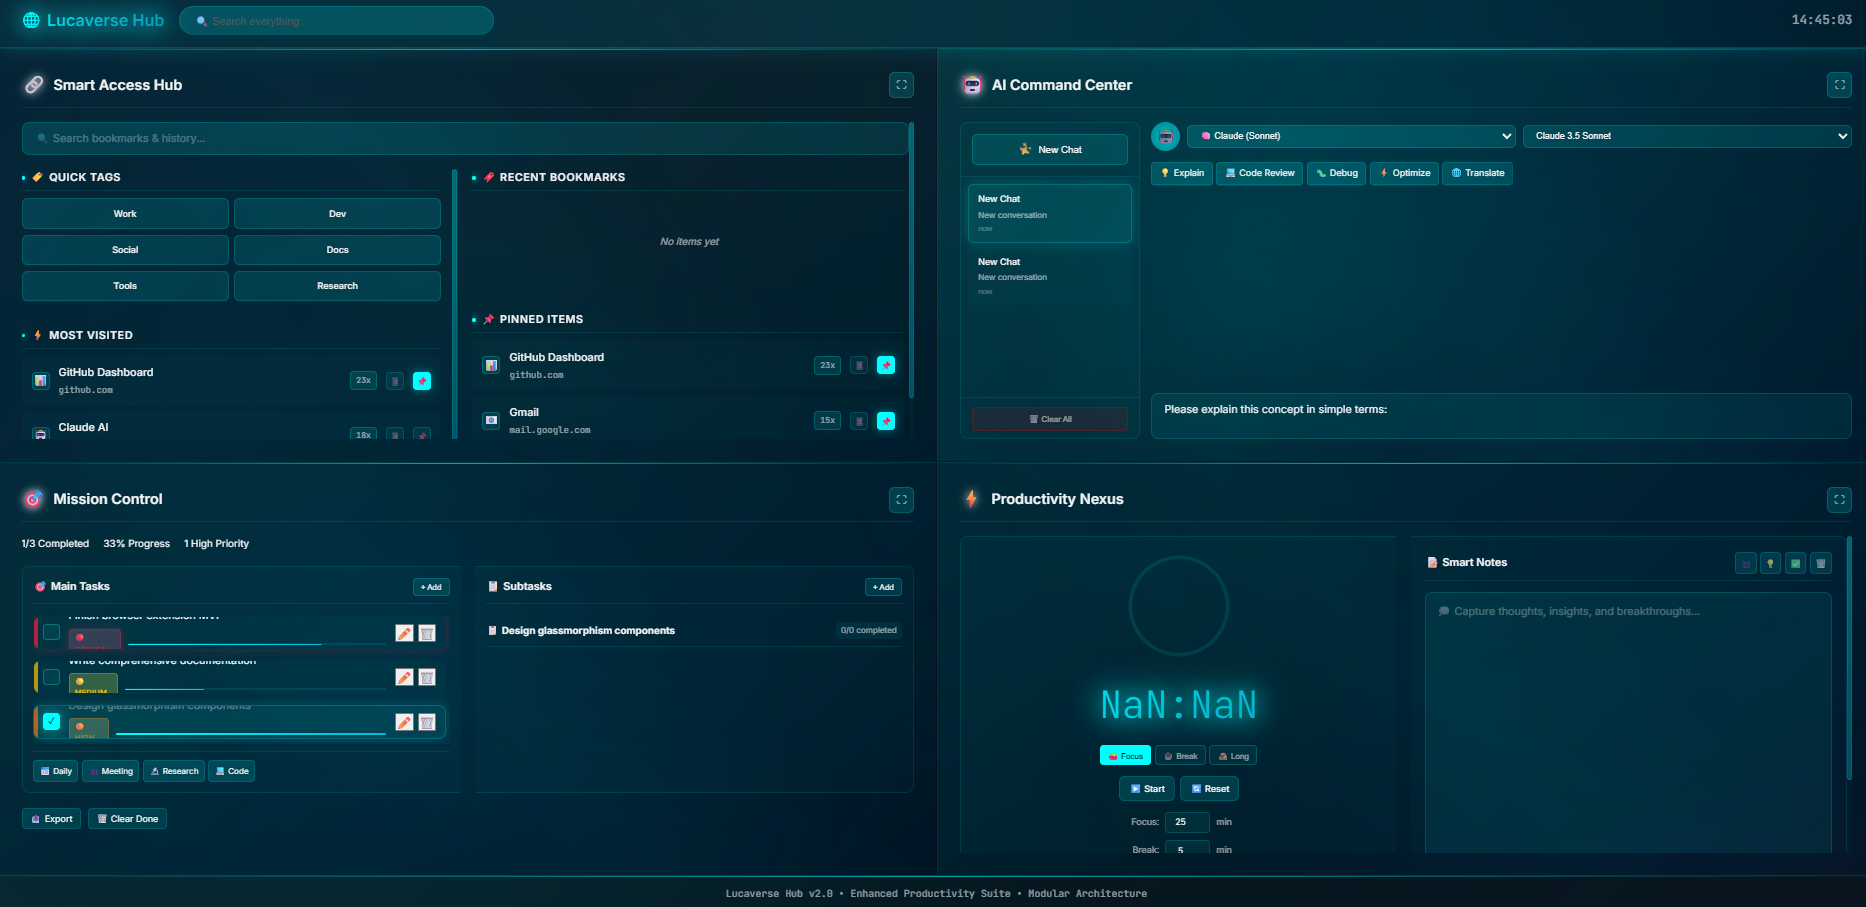 Lucaverse Hub
Search everything...
14:45:03
Smart Access Hub
Search bookmarks & history...
QUICK TAGS
Work
Dev
Social
Docs
Tools
Research
MOST VISITED
GitHub Dashboard
github.com
23x
Claude AI
18x
RECENT BOOKMARKS
No items yet
PINNED ITEMS
GitHub Dashboard
github.com
23x
Gmail
mail.google.com
15x
AI Command Center
New Chat
New Chat
New conversation
now
New Chat
New conversation
now
Clear All
Claude (Sonnet)
Claude 3.5 Sonnet
Explain
Code Review
Debug
Optimize
Translate
Please explain this concept in simple terms:
Mission Control
1/3 Completed
33% Progress
1 High Priority
Main Tasks
+ Add
Finish browser extension MVP
CRITICAL
Write comprehensive documentation
MEDIUM
Design glassmorphism components
HIGH
Daily
Meeting
Research
Code
Subtasks
+ Add
Design glassmorphism components
0/0 completed
Export
Clear Done
Productivity Nexus
NaN:NaN
Focus
Break
Long
Start
Reset
Focus: 25 min
Break: 5 min
Smart Notes
Capture thoughts, insights, and breakthroughs...
Lucaverse Hub v2.0 • Enhanced Productivity Suite • Modular Architecture